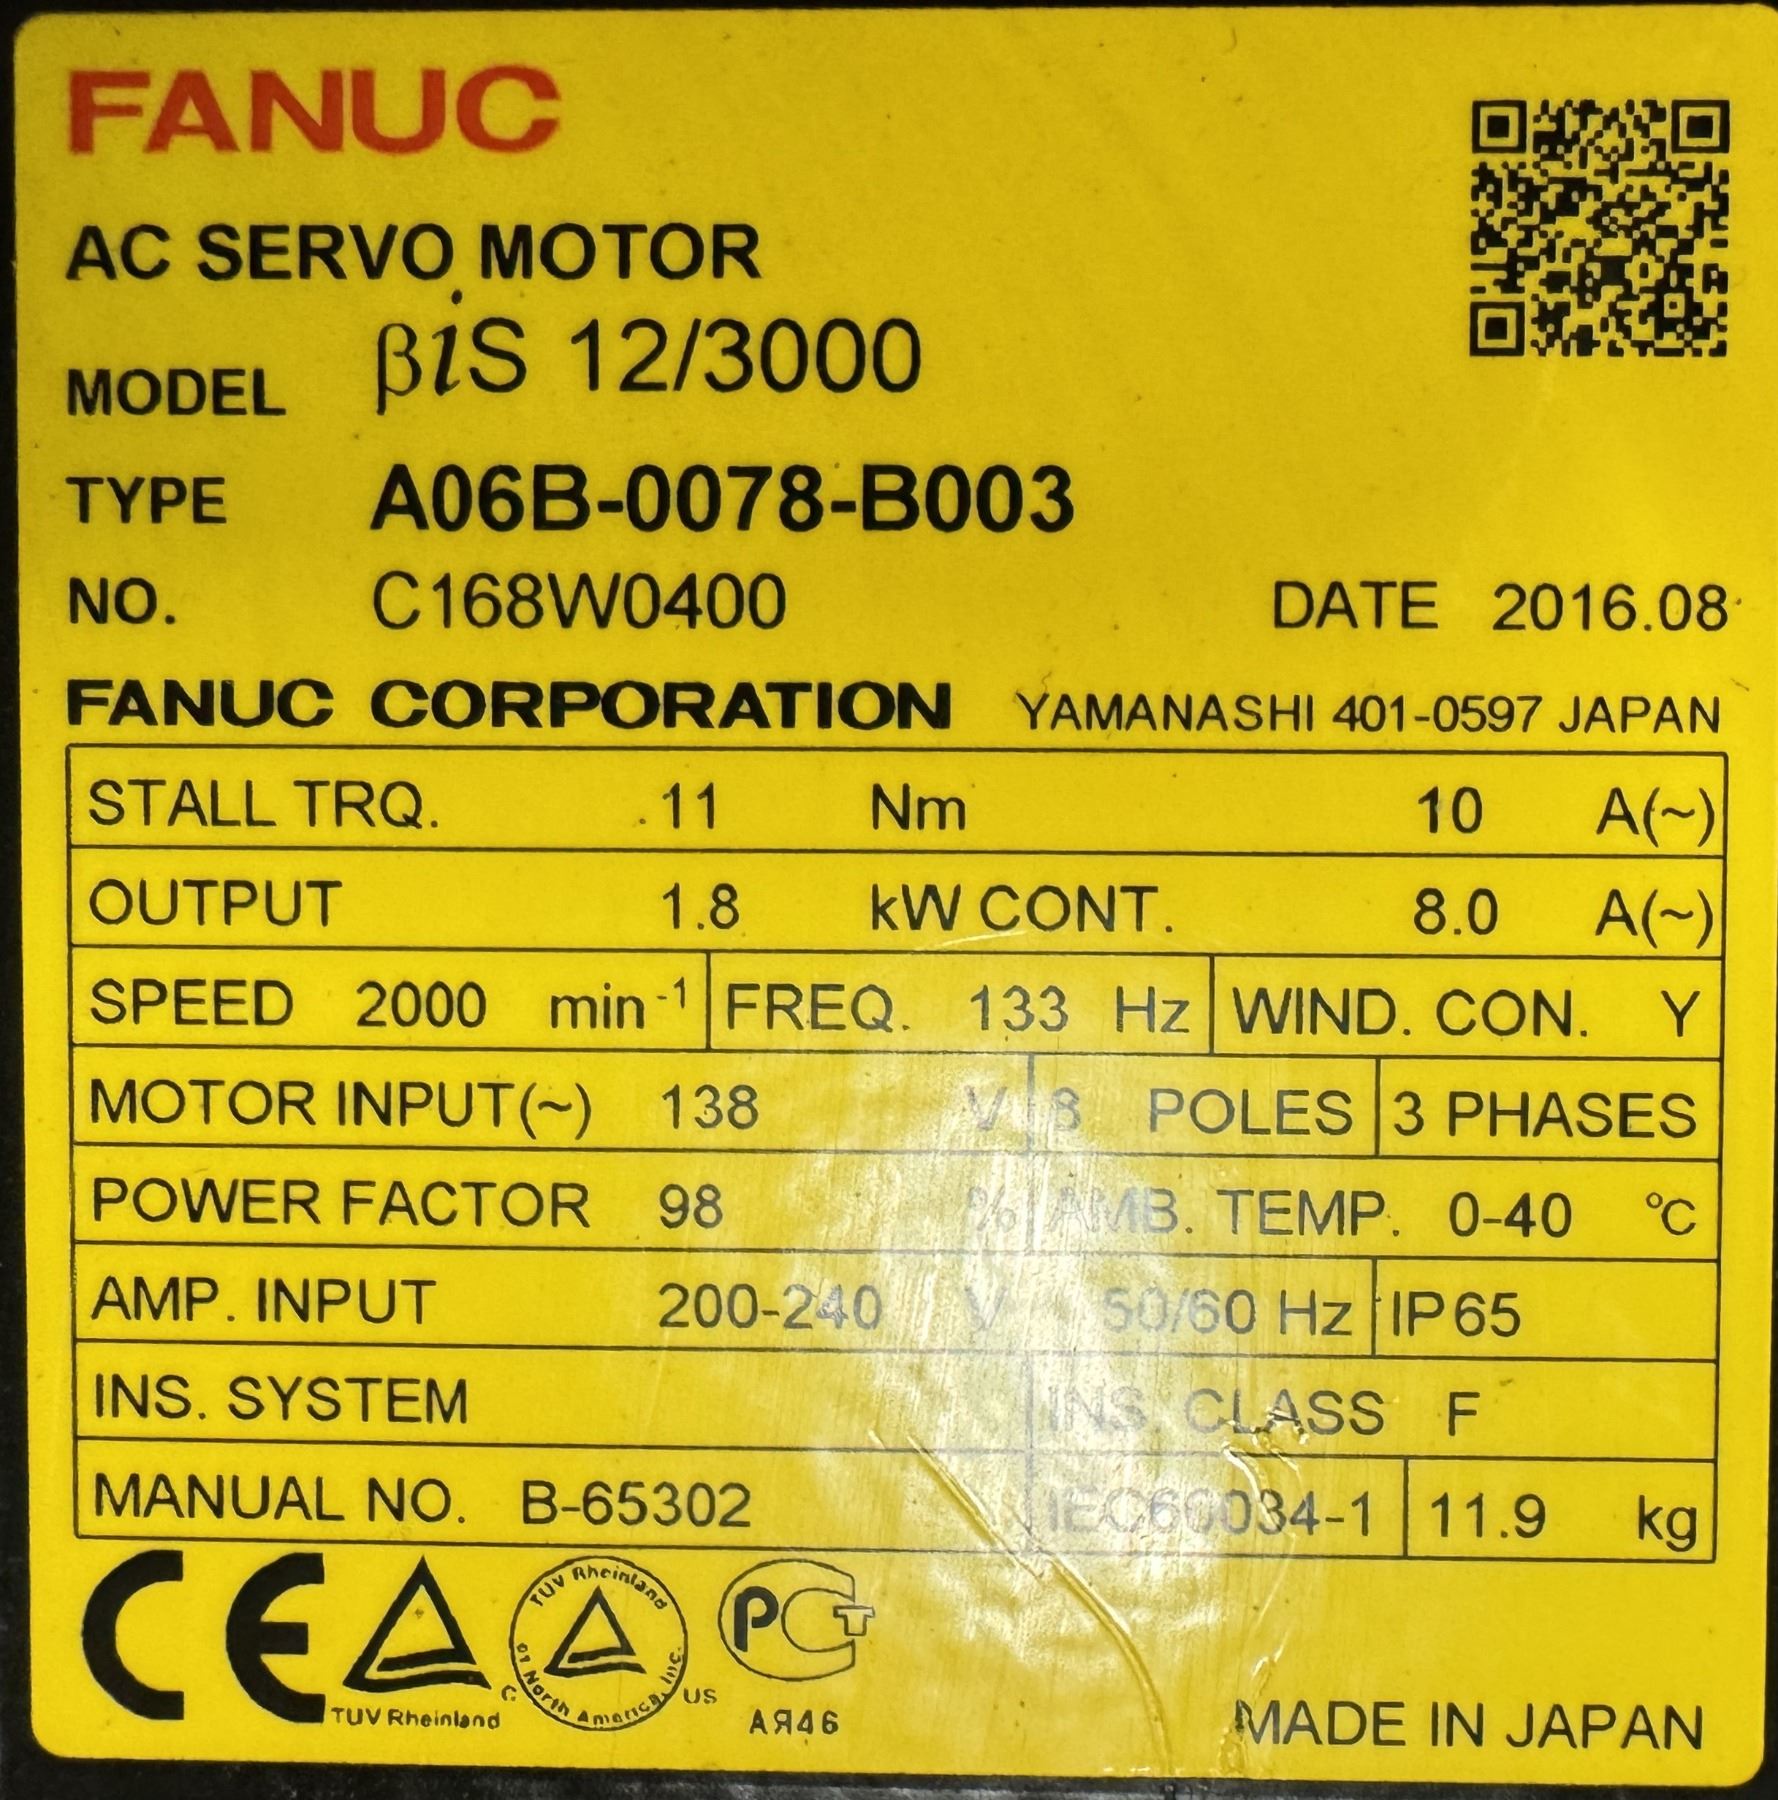 FANUC
AC SERVO MOTOR
MODEL βiS 12/3000
TYPE A06B-0078-B003
NO. C168W0400 DATE 2016.08
FANUC CORPORATION YAMANASHI 401-0597 JAPAN
STALL TRQ. 11 Nm 10 A(~)
OUTPUT 1.8 kW CONT. 8.0 A(~)
SPEED 2000 min-1 FREQ. 133 Hz WIND. CON. Y
MOTOR INPUT(~) 138 V 8 POLES 3 PHASES
POWER FACTOR 98 % AMB. TEMP. 0-40 °C
AMP. INPUT 200-240 V 50/60 Hz IP65
INS. SYSTEM INS. CLASS F
MANUAL NO. B-65302 IEC60034-1 11.9 kg
CE
TUV Rheinland
TUV Rheinland of North America, Inc.
C US
PCT
AЯ46
MADE IN JAPAN